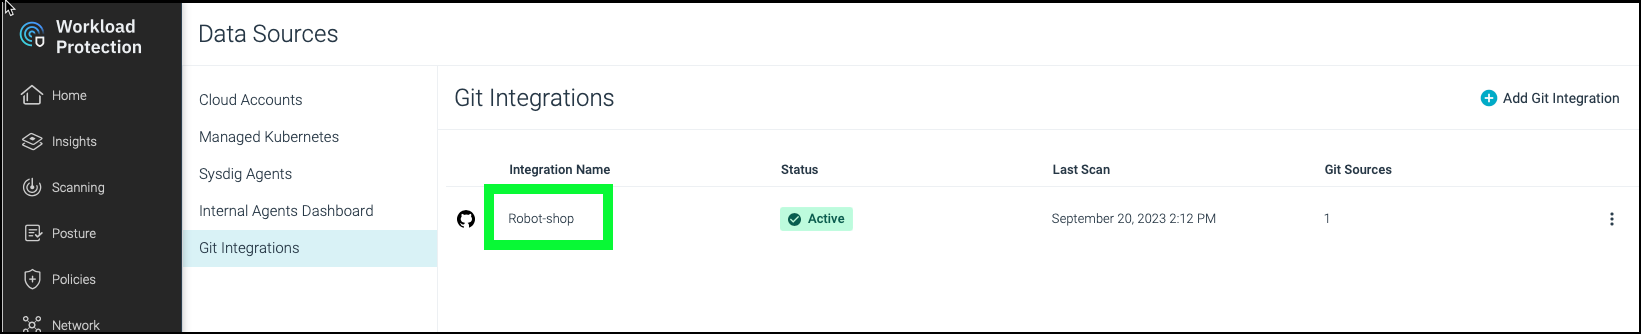 Workload
Protection
Home
Insights
Scanning
Posture
Policies
Network
Data Sources
Cloud Accounts
Managed Kubernetes
Sysdig Agents
Internal Agents Dashboard
Git Integrations
Git Integrations
Add Git Integration
Integration Name Status Last Scan Git Sources
Robot-shop Active September 20, 2023 2:12 PM 1